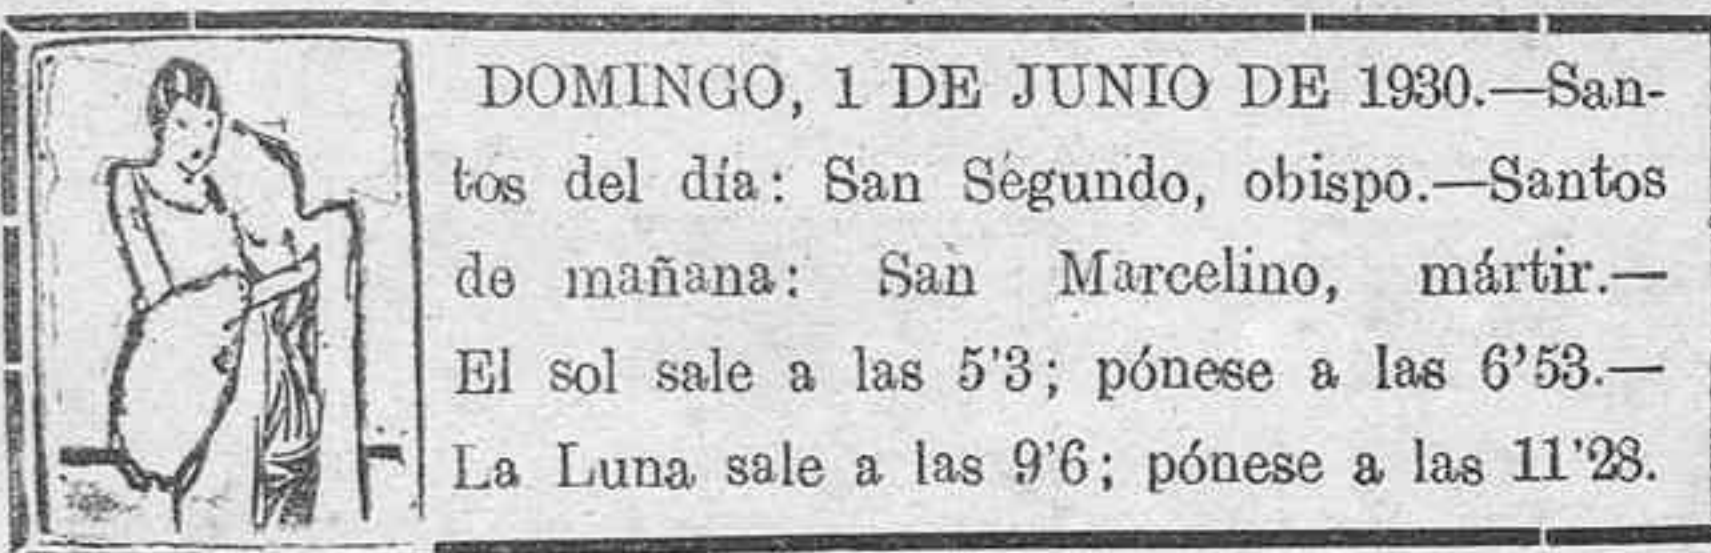 DOMINGO, 1 DE JUNIO DE 1930.—San-
tos del día: San Segundo, obispo.—Santos
de mañana: San Marcelino, mártir.—
El sol sale a las 5'3; pónese a las 6'53.—
La Luna sale a las 9'6; pónese a las 11'28.